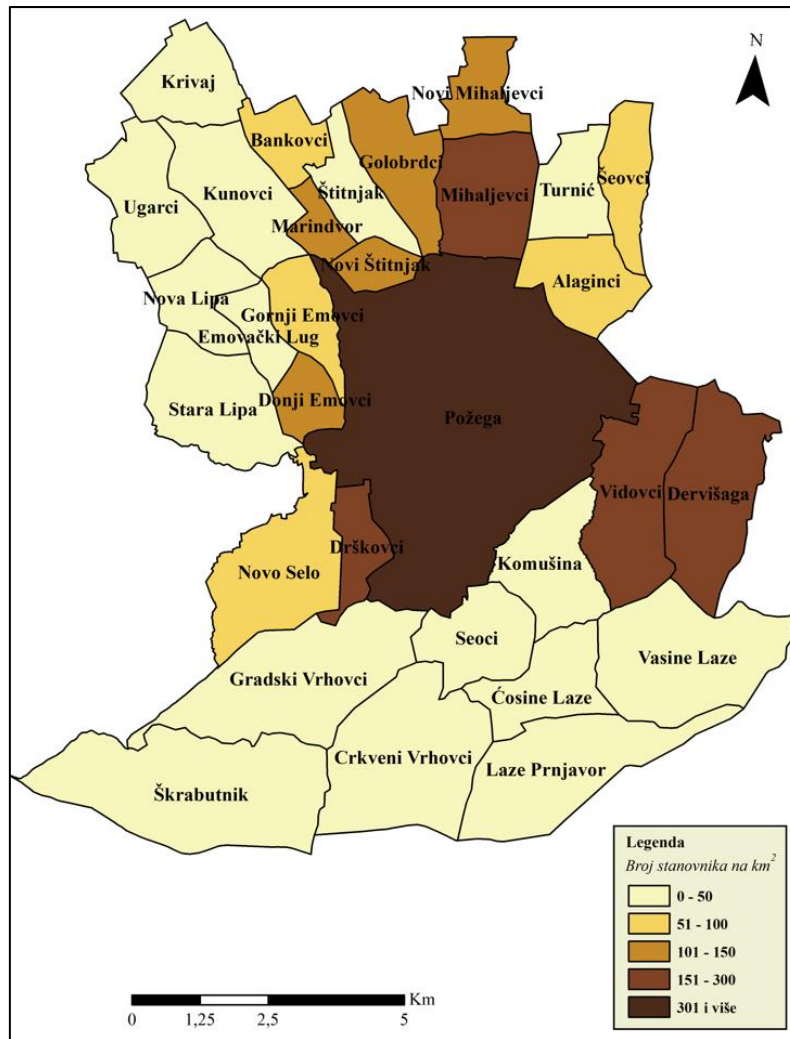 N
Krivaj
Novi Mihaljevci
Bankovci
Golobrdci
Štitnjak
Mihaljevci
Turnić
Šeovci
Ugarci
Kunovci
Marindvor
Novi Štitnjak
Alaginci
Nova Lipa
Gornji Emovci
Emovački Lug
Donji Emovci
Stara Lipa
Požega
Vidovci
Dervišaga
Drškovci
Komušina
Novo Selo
Seoci
Vasine Laze
Gradski Vrhovci
Ćosine Laze
Crkveni Vrhovci
Laze Prnjavor
Škrabutnik
Legenda
Broj stanovnika na km²
0 - 50
51 - 100
101 - 150
151 - 300
301 i više
Km
0 1,25 2,5 5